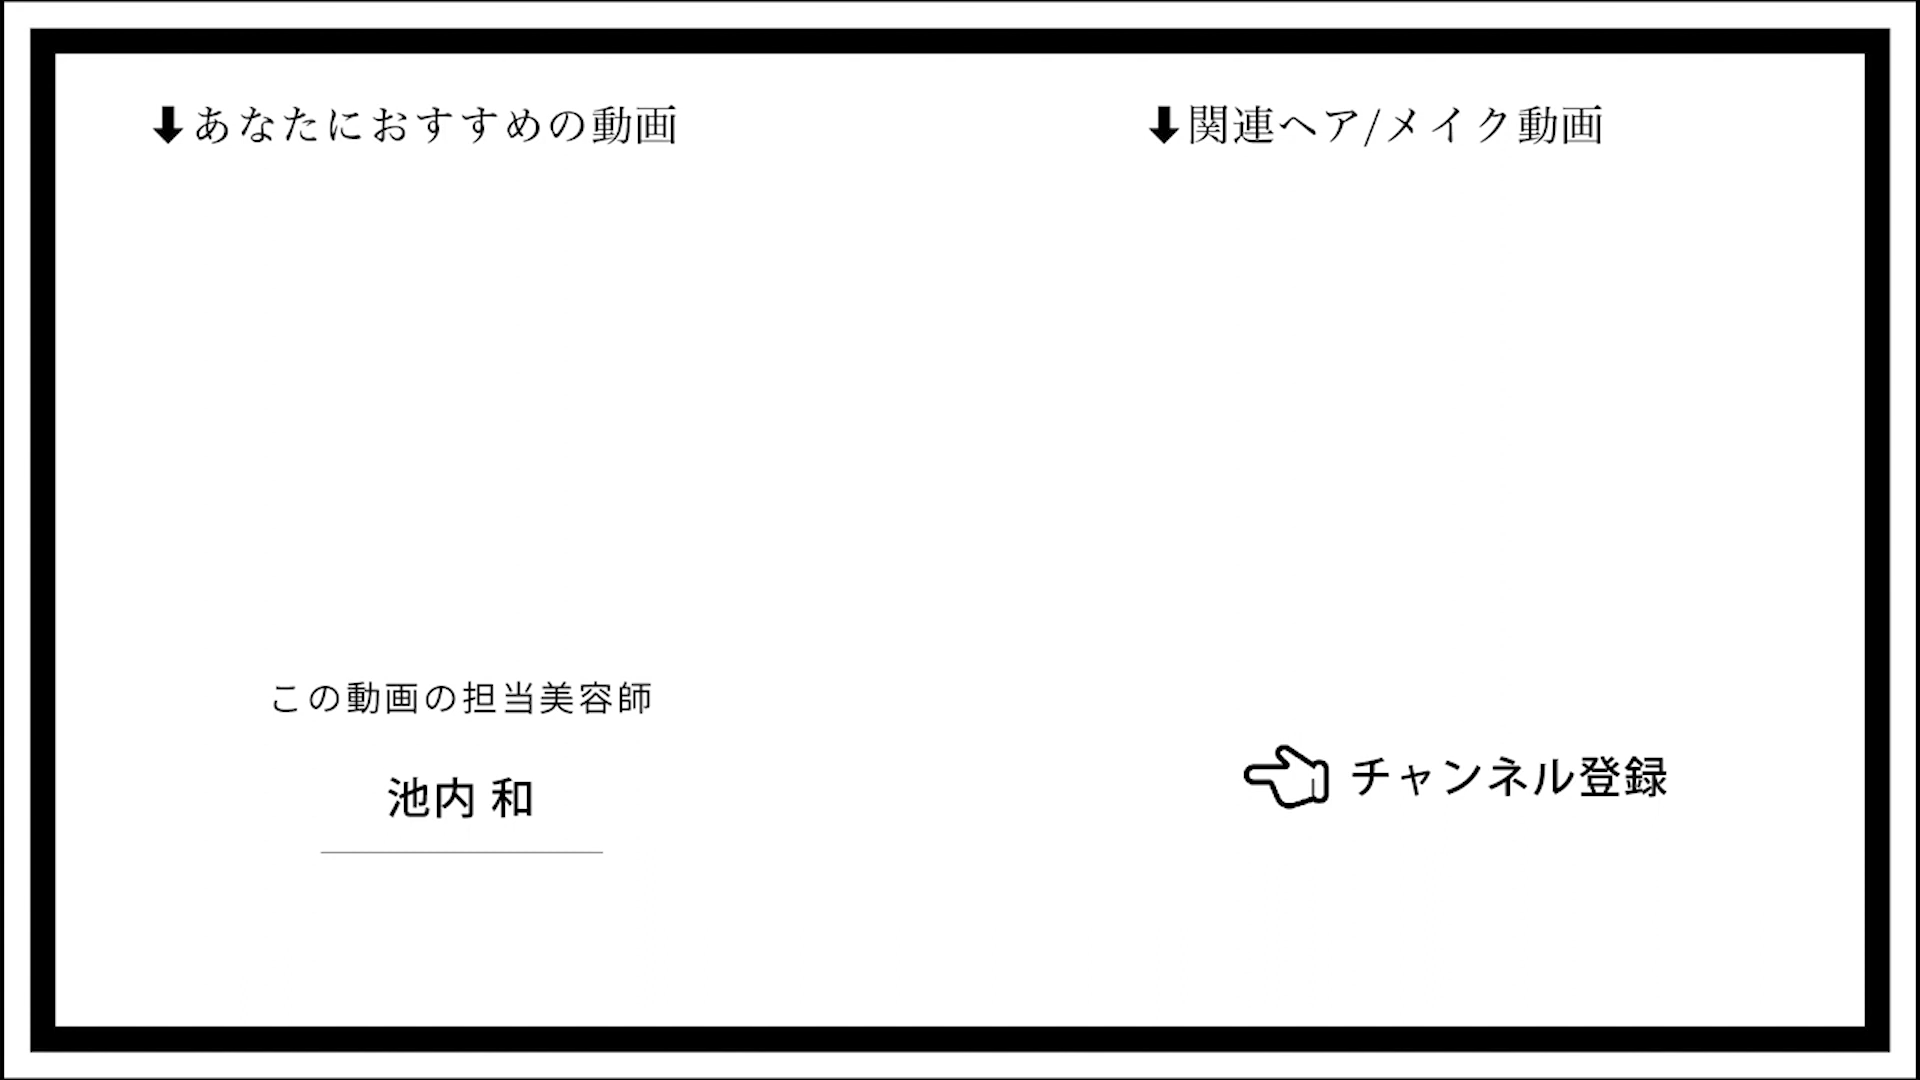 ⬇あなたにおすすめの動画
⬇関連ヘア/メイク動画
この動画の担当美容師
池内 和
チャンネル登録